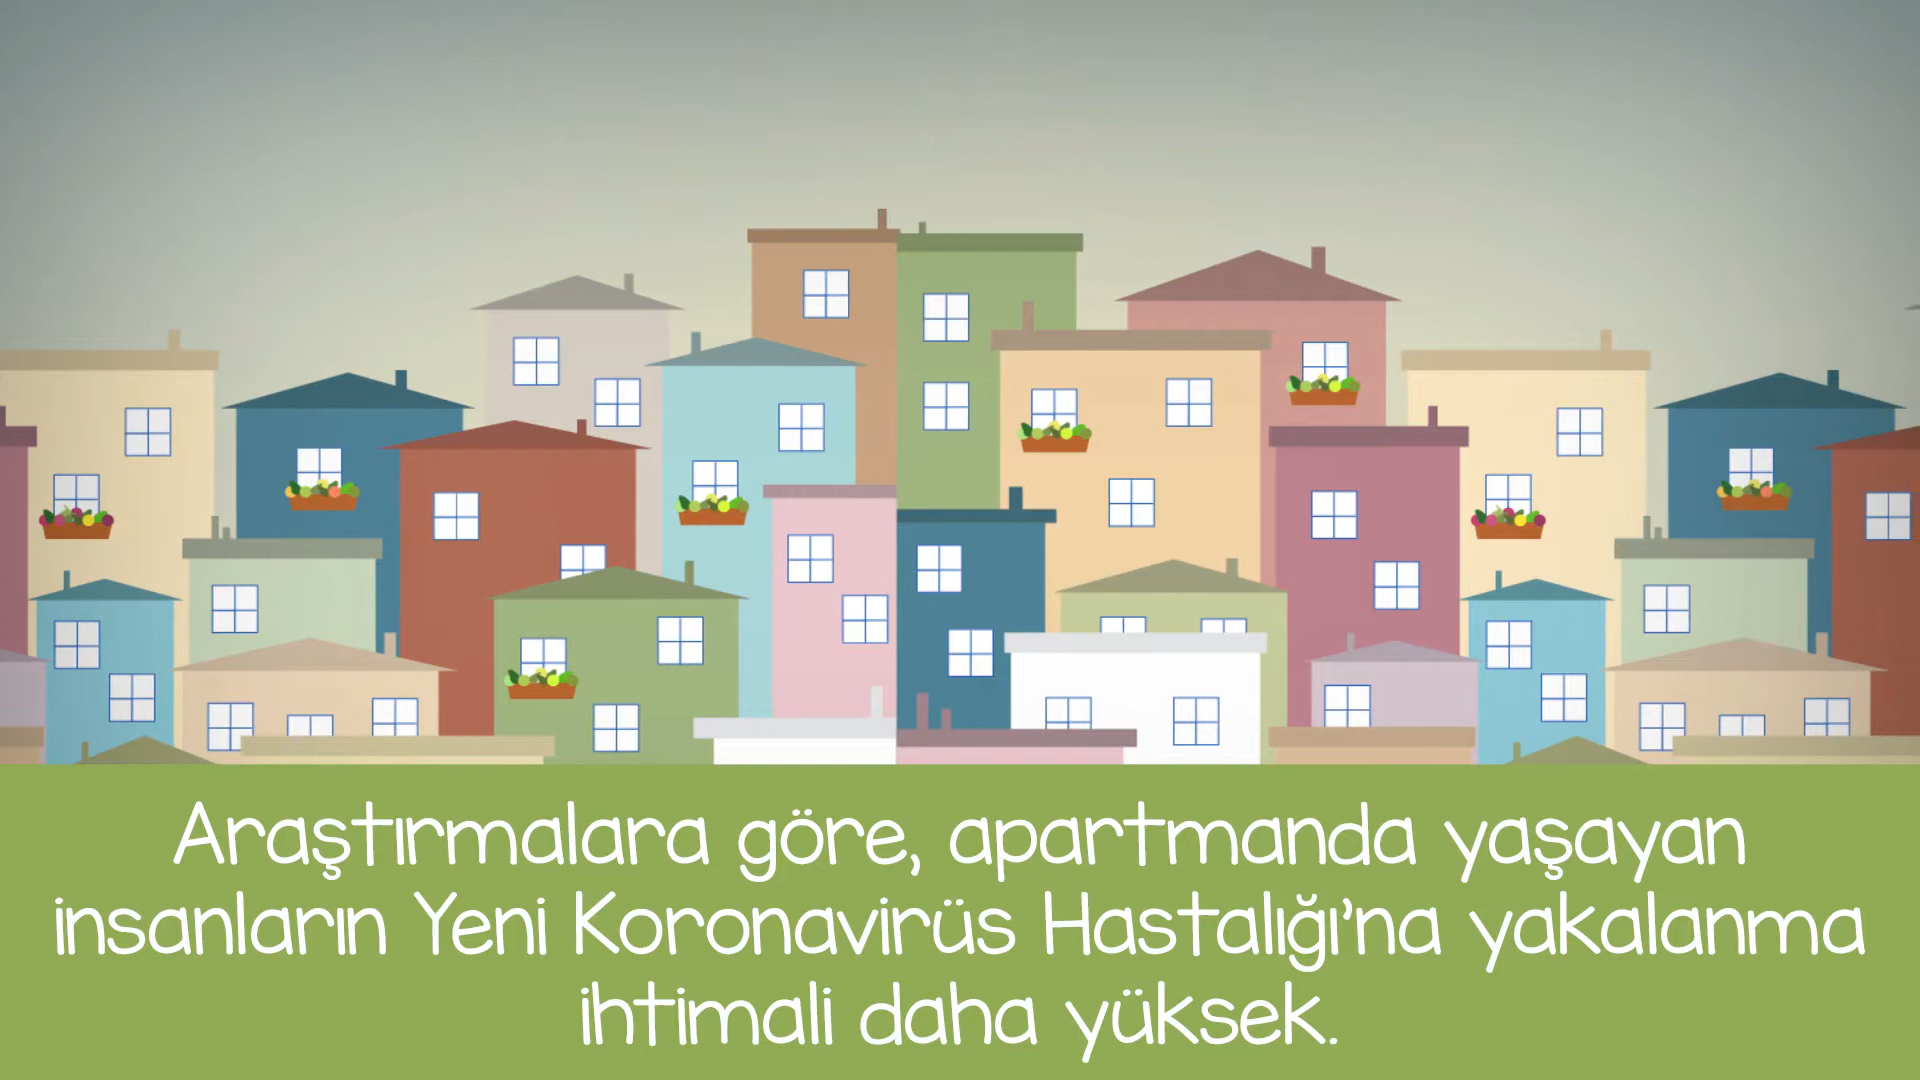 Araştırmalara göre, apartmanda yaşayan
insanların Yeni Koronavirüs Hastalığı'na yakalanma
ihtimali daha yüksek.